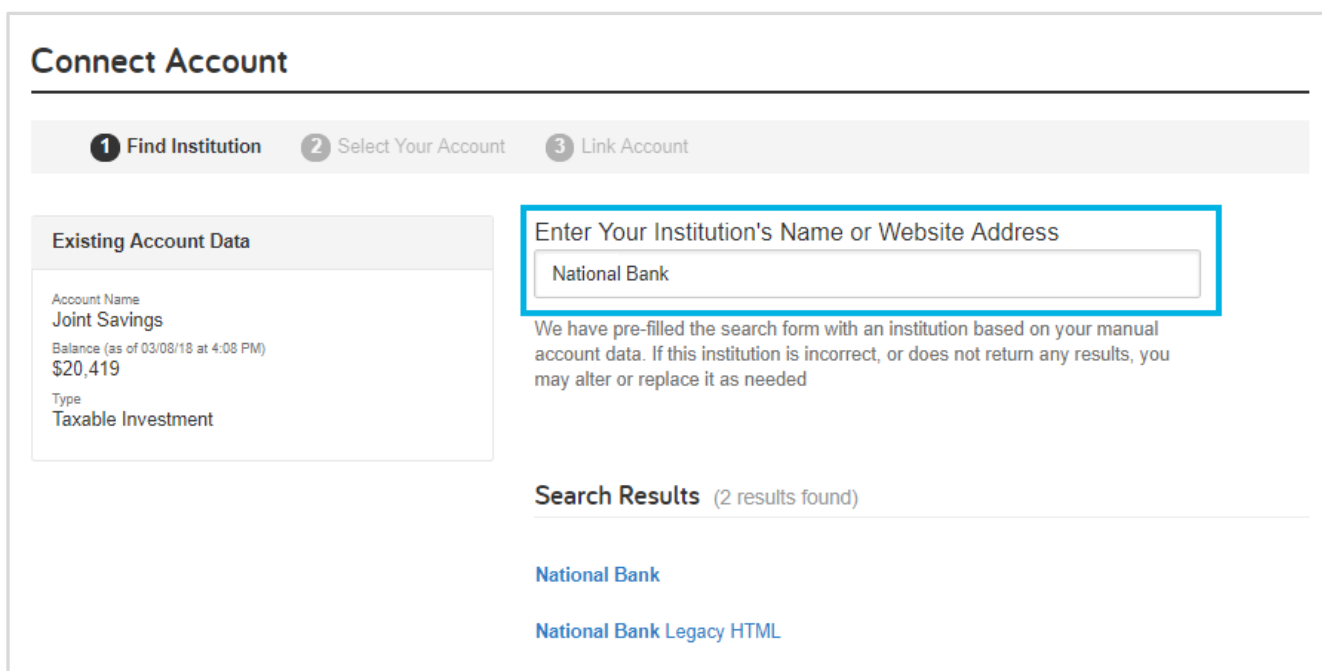 Connect Account
1 Find Institution 2 Select Your Account 3 Link Account
Existing Account Data
Account Name
Joint Savings
Balance (as of 03/08/18 at 4:08 PM)
$20,419
Type
Taxable Investment
Enter Your Institution's Name or Website Address
National Bank
We have pre-filled the search form with an institution based on your manual
account data. If this institution is incorrect, or does not return any results, you
may alter or replace it as needed
Search Results (2 results found)
National Bank
National Bank Legacy HTML